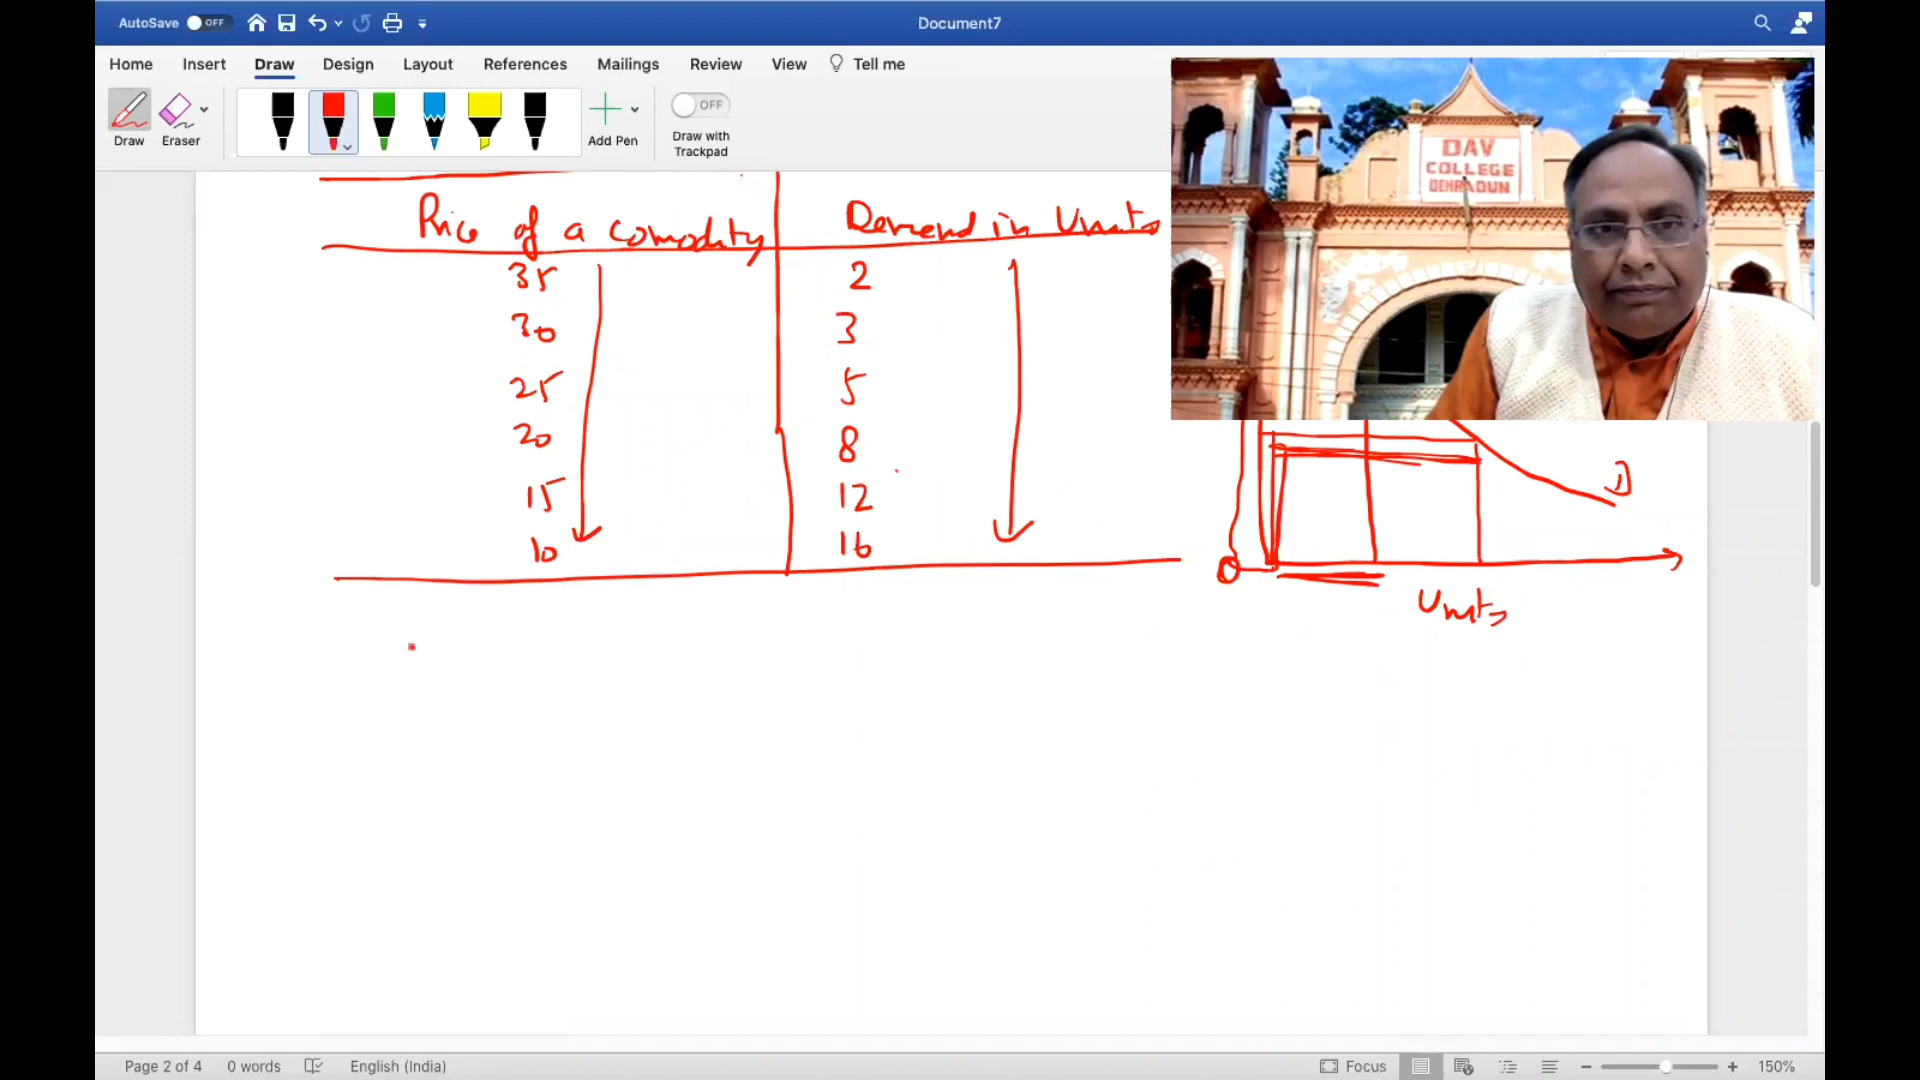 AutoSave OFF Document7
Home Insert Draw Design Layout References Mailings Review View Tell me
OFF
Draw Eraser Add Pen Draw with
Trackpad
DAV
COLLEGE
DEHRADUN
Price of a comodity Demand in Units
35 2
30 3
25 5
20 8
15 12
10 16
D
O
Units
Page 2 of 4 0 words English (India) Focus 150%